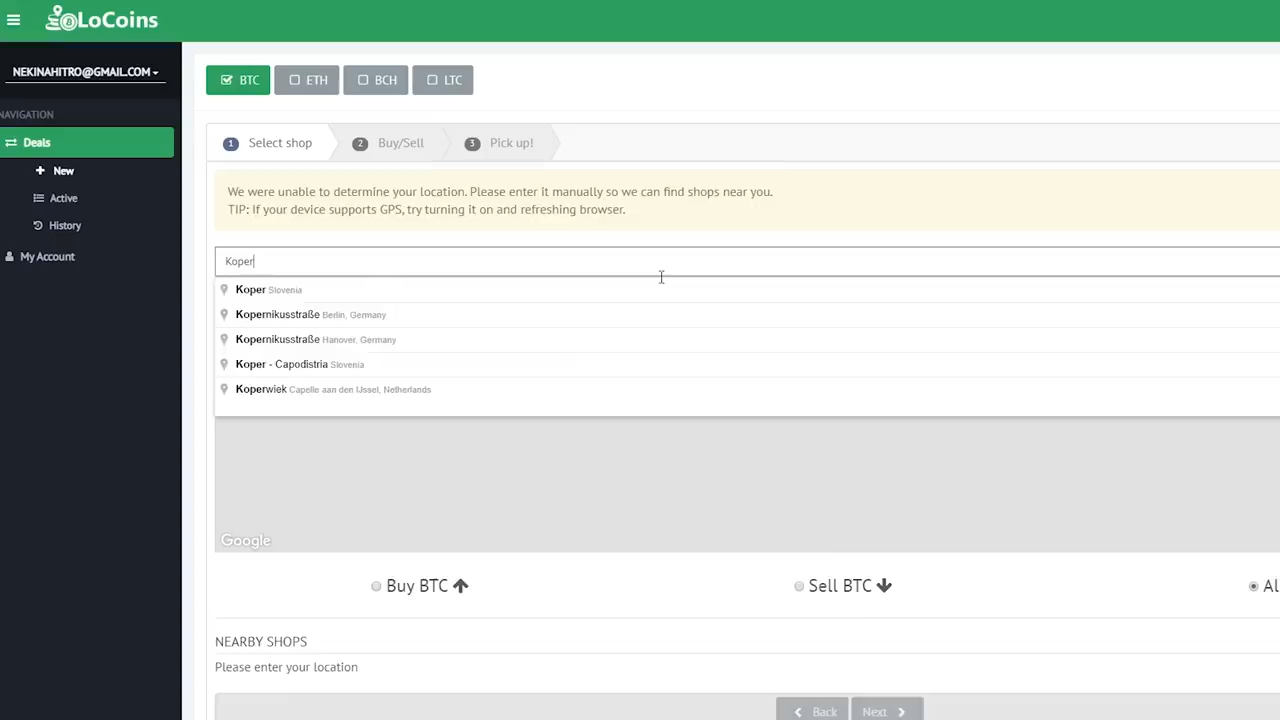 LoCoins
NEKINAHITRO@GMAIL.COM
NAVIGATION
Deals
New
Active
History
My Account
BTC ETH BCH LTC
1 Select shop 2 Buy/Sell 3 Pick up!
We were unable to determine your location. Please enter it manually so we can find shops near you.
TIP: If your device supports GPS, try turning it on and refreshing browser.
Koper
Koper Slovenia
Kopernikusstraße Berlin, Germany
Kopernikusstraße Hanover, Germany
Koper - Capodistria Slovenia
Koperwiek Capelle aan den IJssel, Netherlands
Google
Buy BTC Sell BTC Al
NEARBY SHOPS
Please enter your location
Back Next